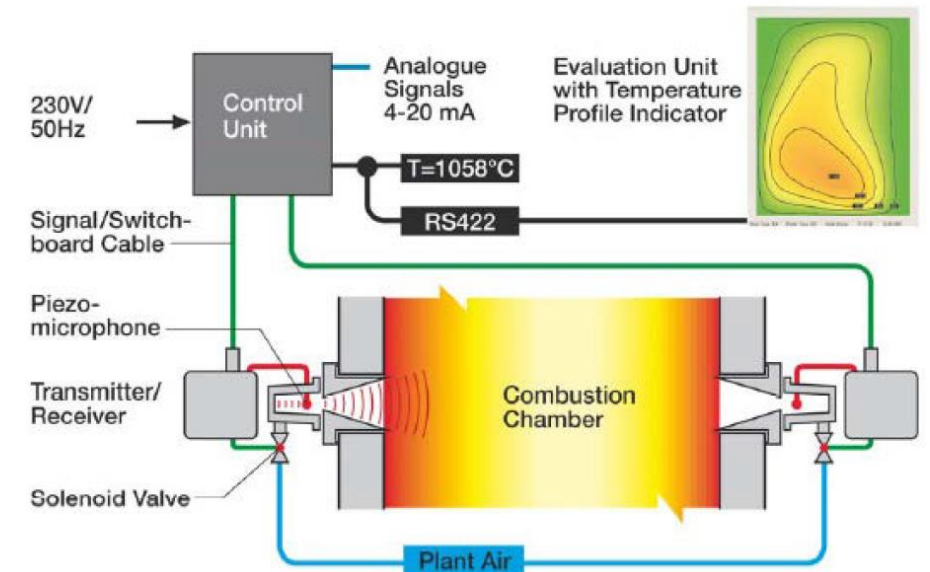 230V/
50Hz
Control
Unit
Analogue
Signals
4-20 mA
Evaluation Unit
with Temperature
Profile Indicator
T=1058°C
RS422
Signal/Switch-
board Cable
Piezo-
microphone
Transmitter/
Receiver
Solenoid Valve
Combustion
Chamber
Plant Air